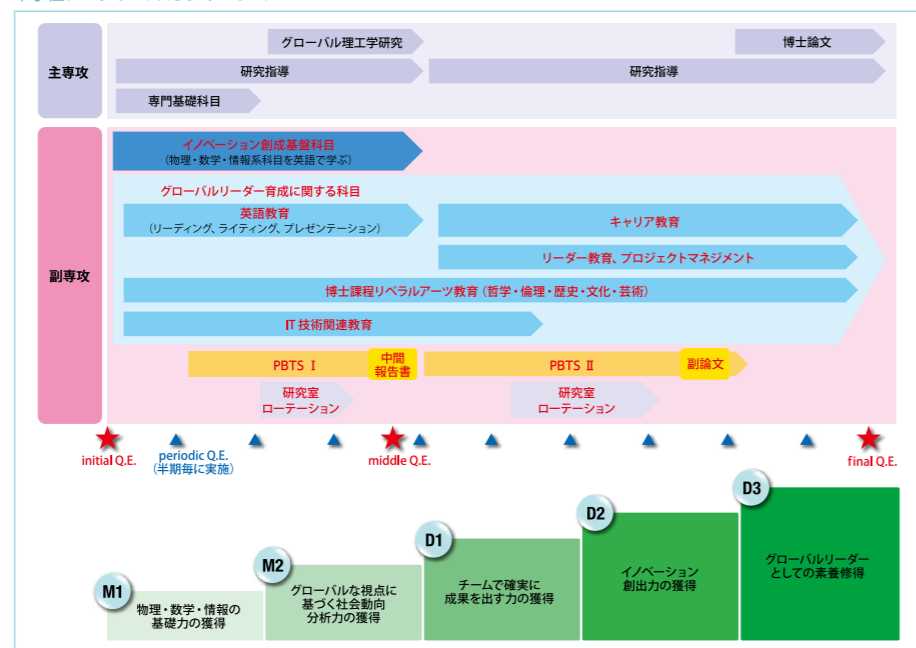 主専攻
グローバル理工学研究
博士論文
研究指導
研究指導
専門基礎科目
副専攻
イノベーション創成基盤科目
(物理・数学・情報系科目を英語で学ぶ)
グローバルリーダー育成に関する科目
英語教育
(リーディング、ライティング、プレゼンテーション)
キャリア教育
リーダー教育、プロジェクトマネジメント
博士課程リベラルアーツ教育(哲学・倫理・歴史・文化・芸術)
IT 技術関連教育
PBTS Ⅰ
中間
報告書
PBTS Ⅱ
副論文
研究室
ローテーション
研究室
ローテーション
initial Q.E.
periodic Q.E.
(半期毎に実施)
middle Q.E.
final Q.E.
M1
物理・数学・情報の
基礎力の獲得
M2
グローバルな視点に
基づく社会動向
分析力の獲得
D1
チームで確実に
成果を出す力の獲得
D2
イノベーション
創出力の獲得
D3
グローバルリーダー
としての素養修得